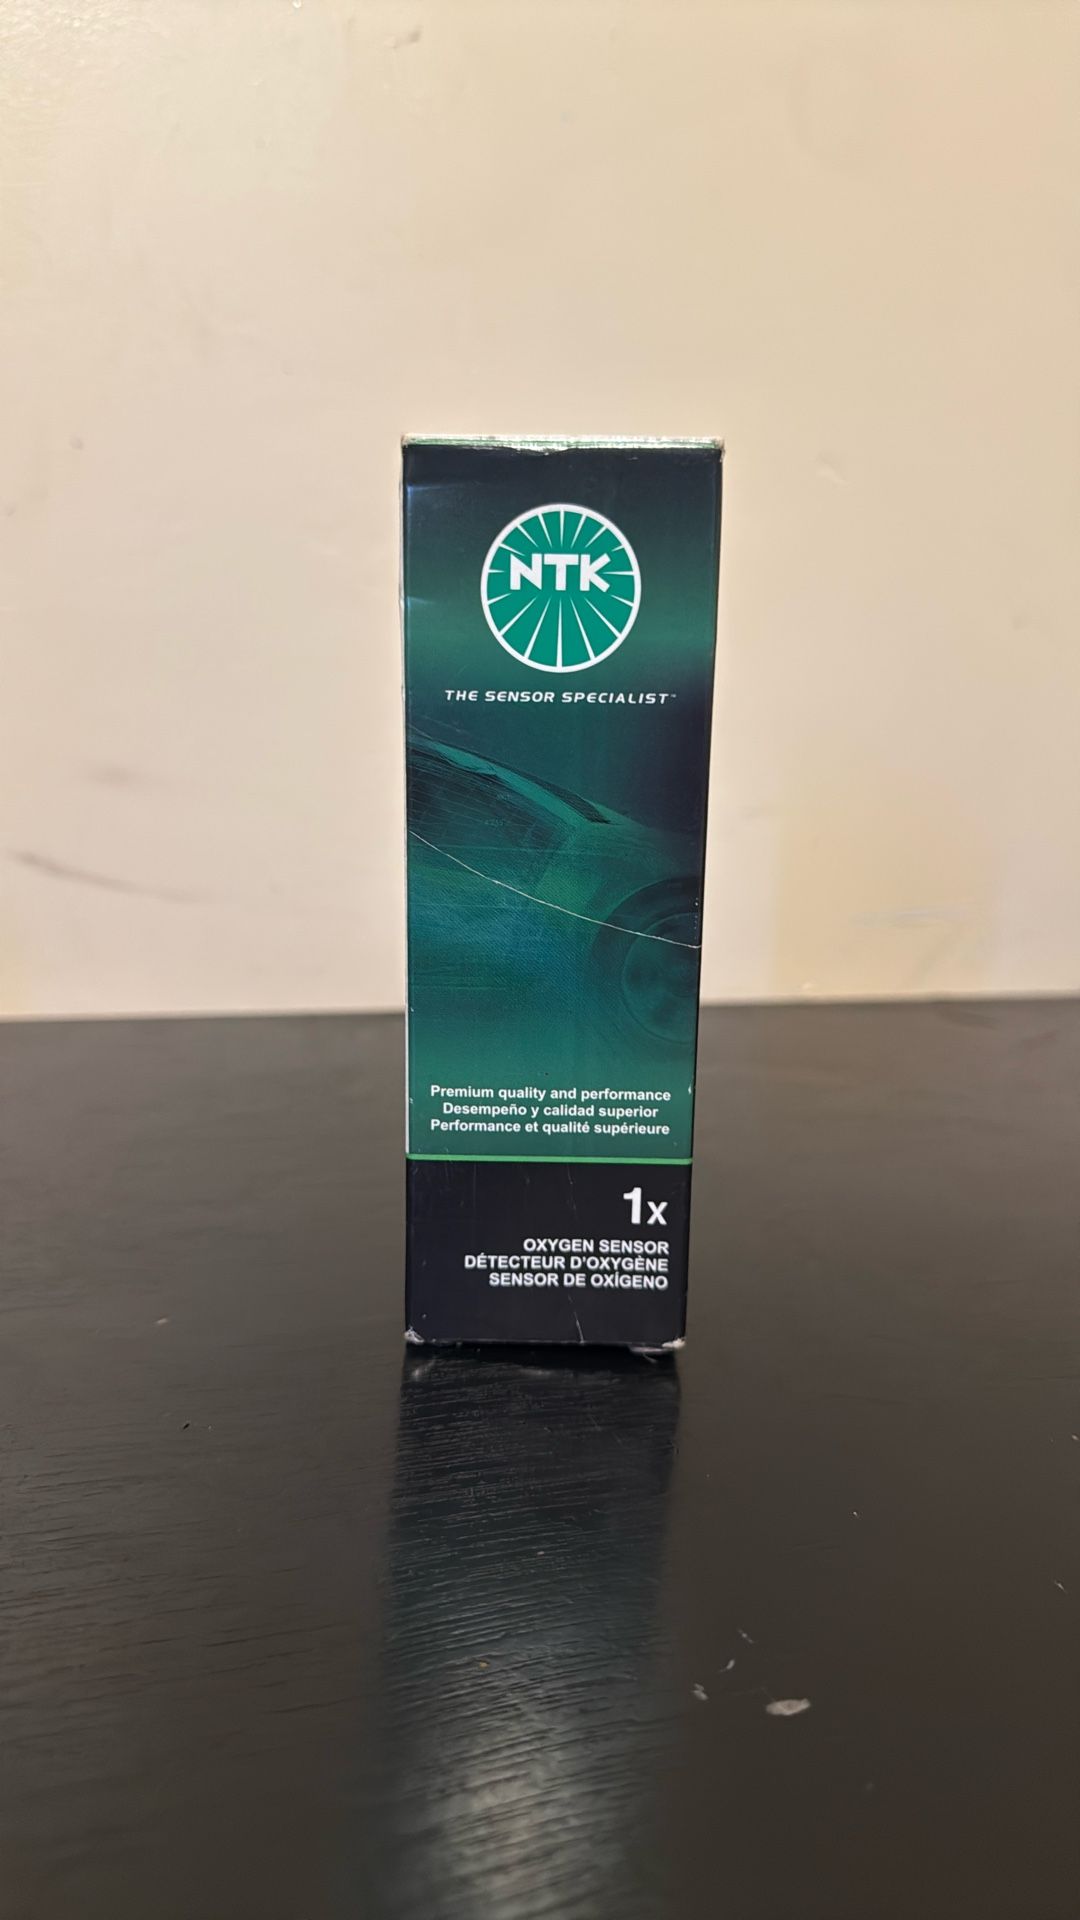 NTK
THE SENSOR SPECIALIST™
Premium quality and performance
Desempeño y calidad superior
Performance et qualité supérieure
1x
OXYGEN SENSOR
DÉTECTEUR D'OXYGÈNE
SENSOR DE OXÍGENO